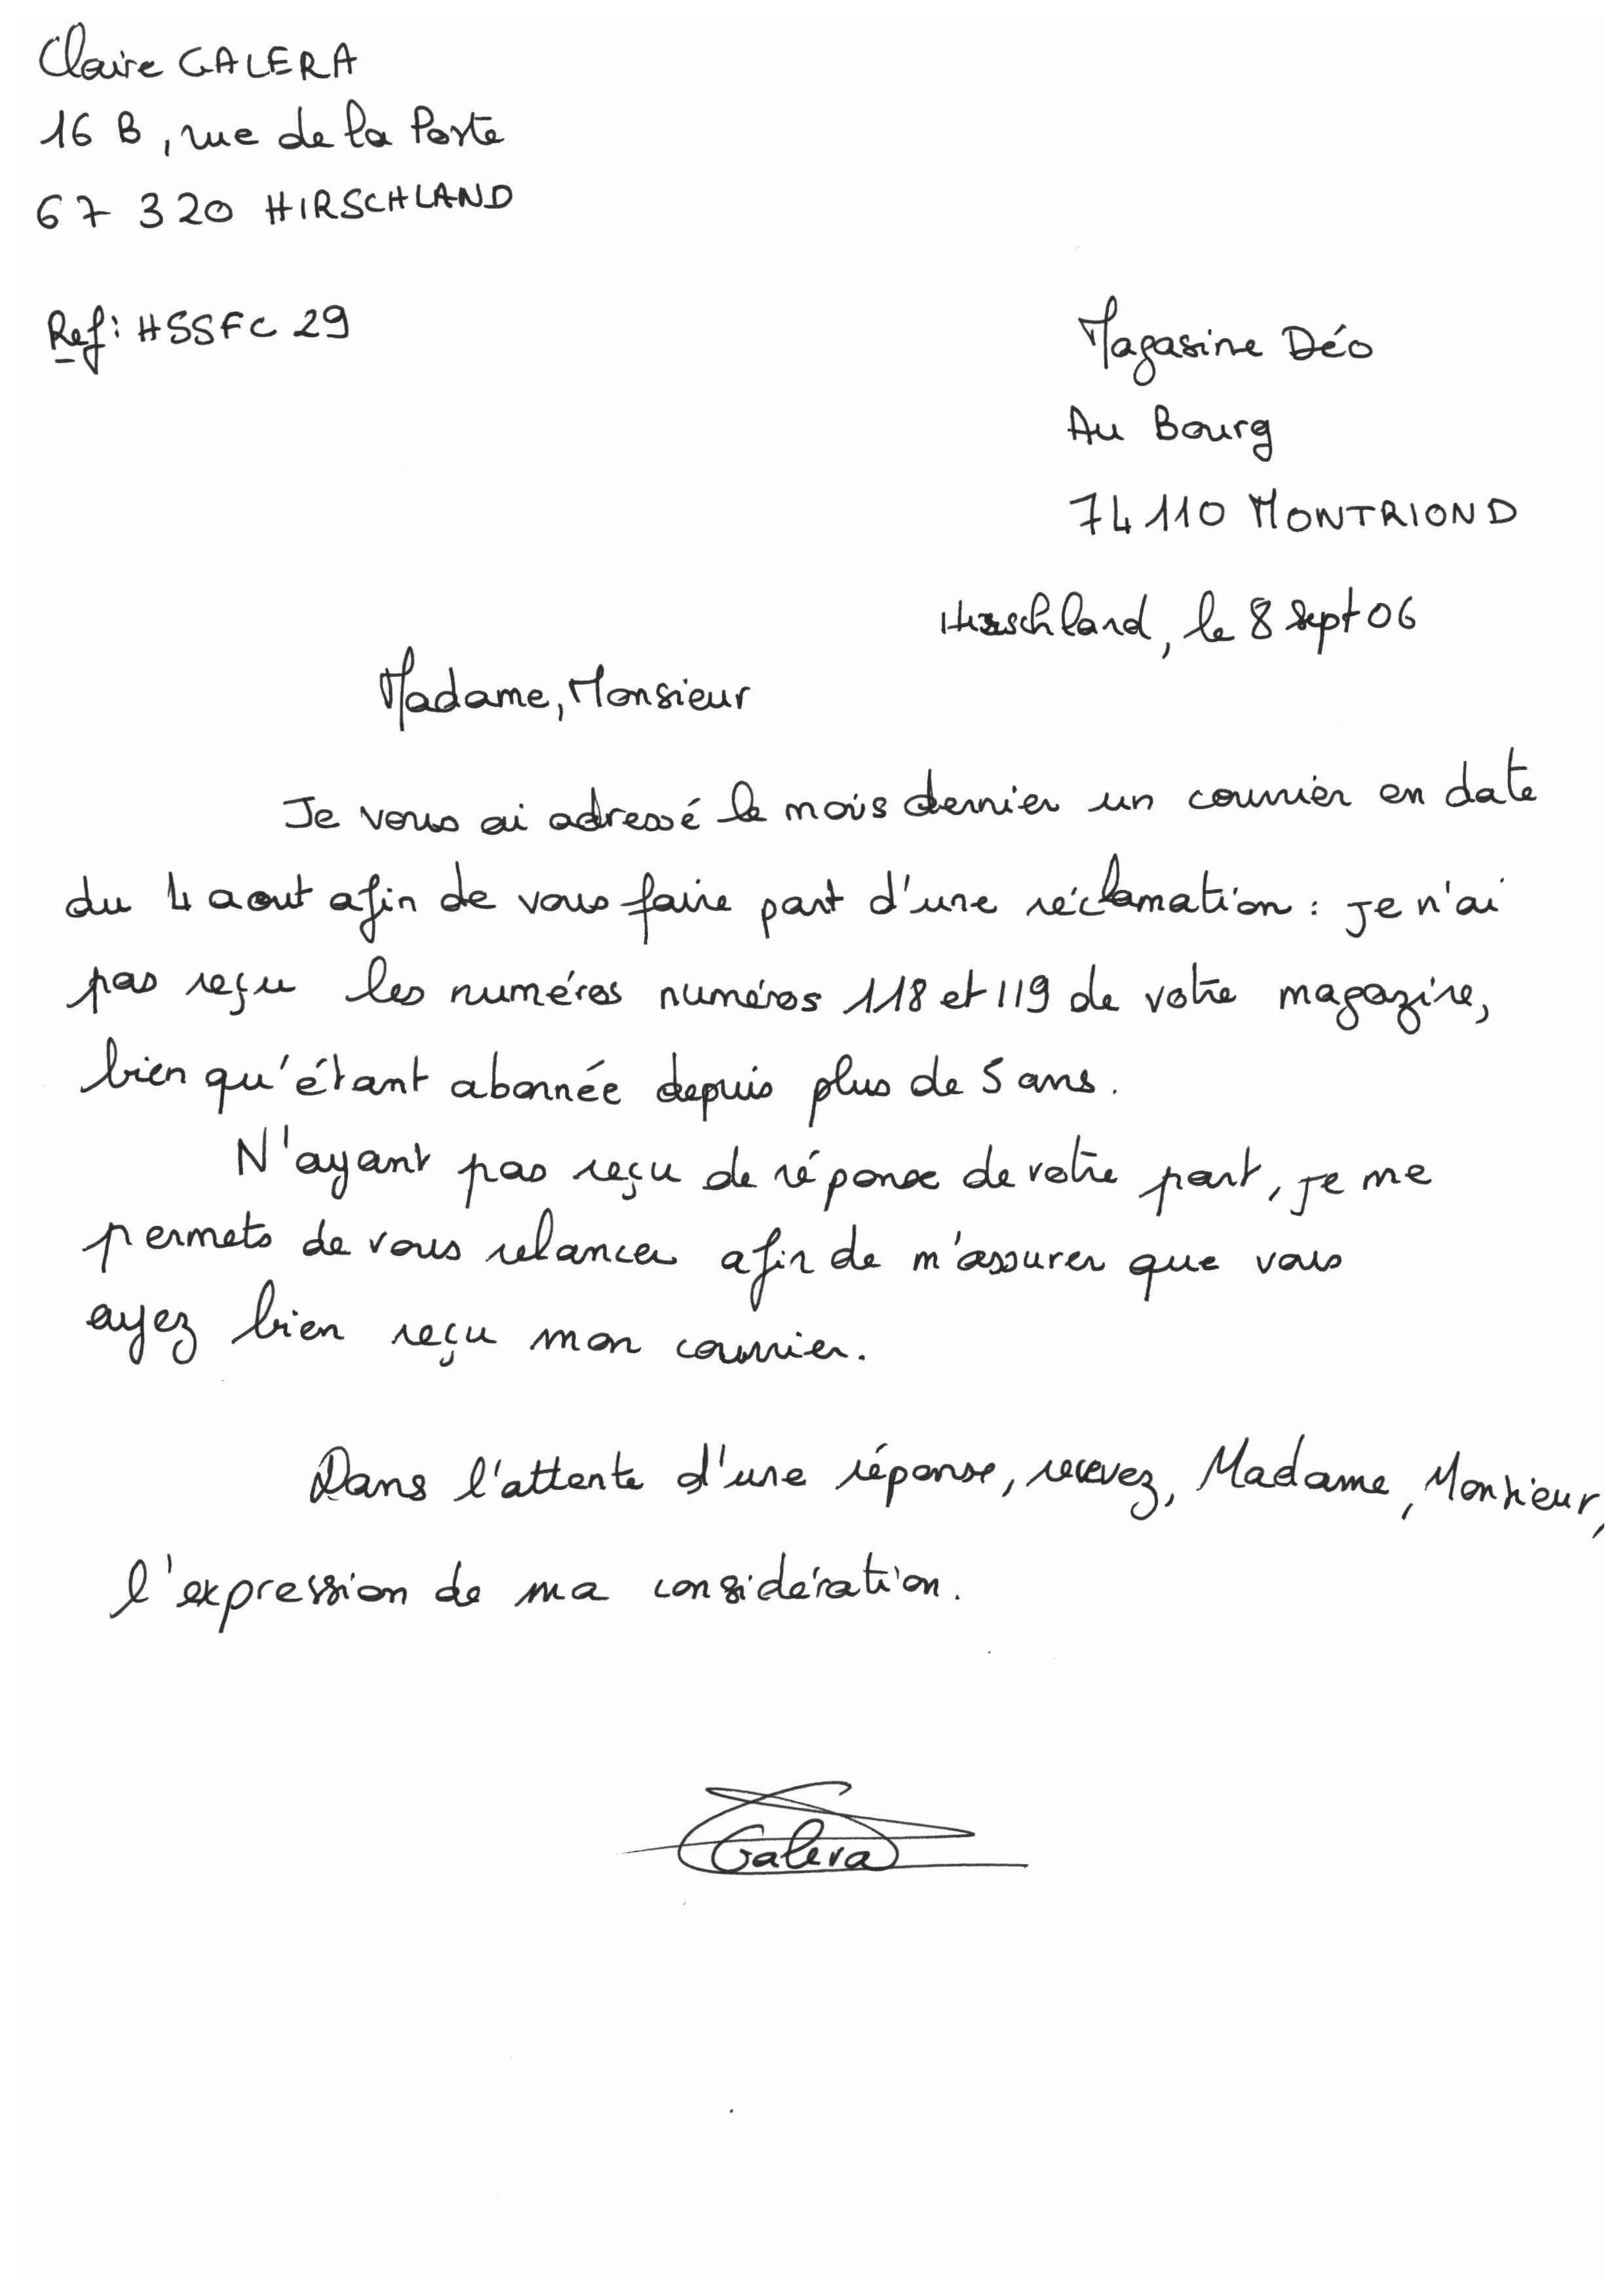 Claire GALERA
16 B, rue de la Porte
67 320 HIRSCHLAND
Ref: HSSFC 29
Magasine Déo
Au Bourg
74110 MONTRIOND
Hirschland, le 8 sept 06
Madame, Monsieur
Je vous ai adressé le mois dernier un courrier en date
du 4 aout afin de vous faire part d'une réclamation : je n'ai
pas reçu les numéros numéros 118 et 119 de votre magazine,
bien qu'étant abonnée depuis plus de 5 ans.
N'ayant pas reçu de réponse de votre part, je me
permets de vous relancer afin de m'assurer que vous
ayez bien reçu mon courrier.
Dans l'attente d'une réponse, recevez, Madame, Monsieur,
l'expression de ma considération.
Galera